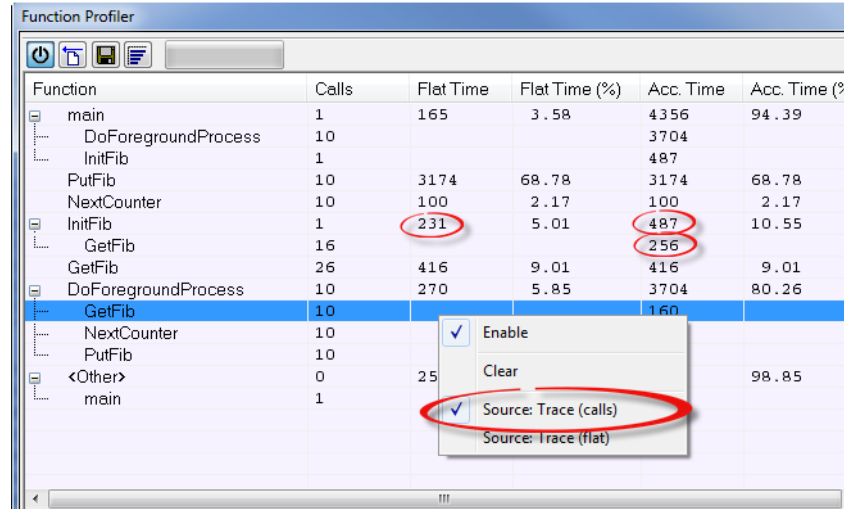 Function Profiler
Function Calls Flat Time Flat Time (%) Acc. Time Acc. Time (%
main 1 165 3.58 4356 94.39
DoForegroundProcess 10 3704
InitFib 1 487
PutFib 10 3174 68.78 3174 68.78
NextCounter 10 100 2.17 100 2.17
InitFib 1 231 5.01 487 10.55
GetFib 16 256
GetFib 26 416 9.01 416 9.01
DoForegroundProcess 10 270 5.85 3704 80.26
GetFib 10 160
NextCounter 10
PutFib 10
<Other> 0 25 98.85
main 1
Enable
Clear
Source: Trace (calls)
Source: Trace (flat)